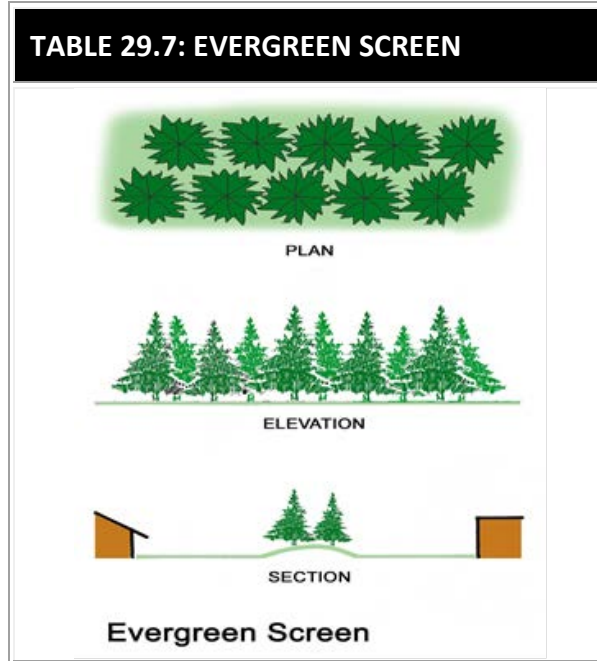 TABLE 29.7: EVERGREEN SCREEN
PLAN
ELEVATION
SECTION
Evergreen Screen